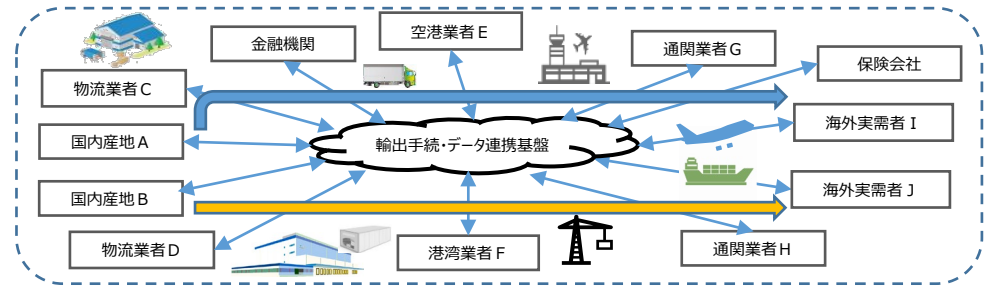 空港業者E
金融機関
通関業者G
保険会社
物流業者C
海外実需者I
国内産地A
輸出手続・データ連携基盤
国内産地B
海外実需者J
物流業者D
港湾業者F
通関業者H